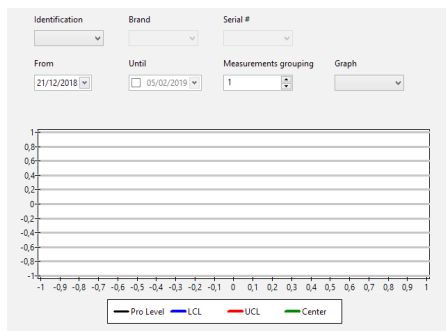 Identification Brand Serial #
From Until Measurements grouping Graph
21/12/2018 05/02/2019 1
1
0,8
0,6
0,4
0,2
0
-0,2
-0,4
-0,6
-0,8
-1
-1 -0,9 -0,8 -0,7 -0,6 -0,5 -0,4 -0,3 -0,2 -0,1 0 0,1 0,2 0,3 0,4 0,5 0,6 0,7 0,8 0,9 1
Pro Level LCL UCL Center